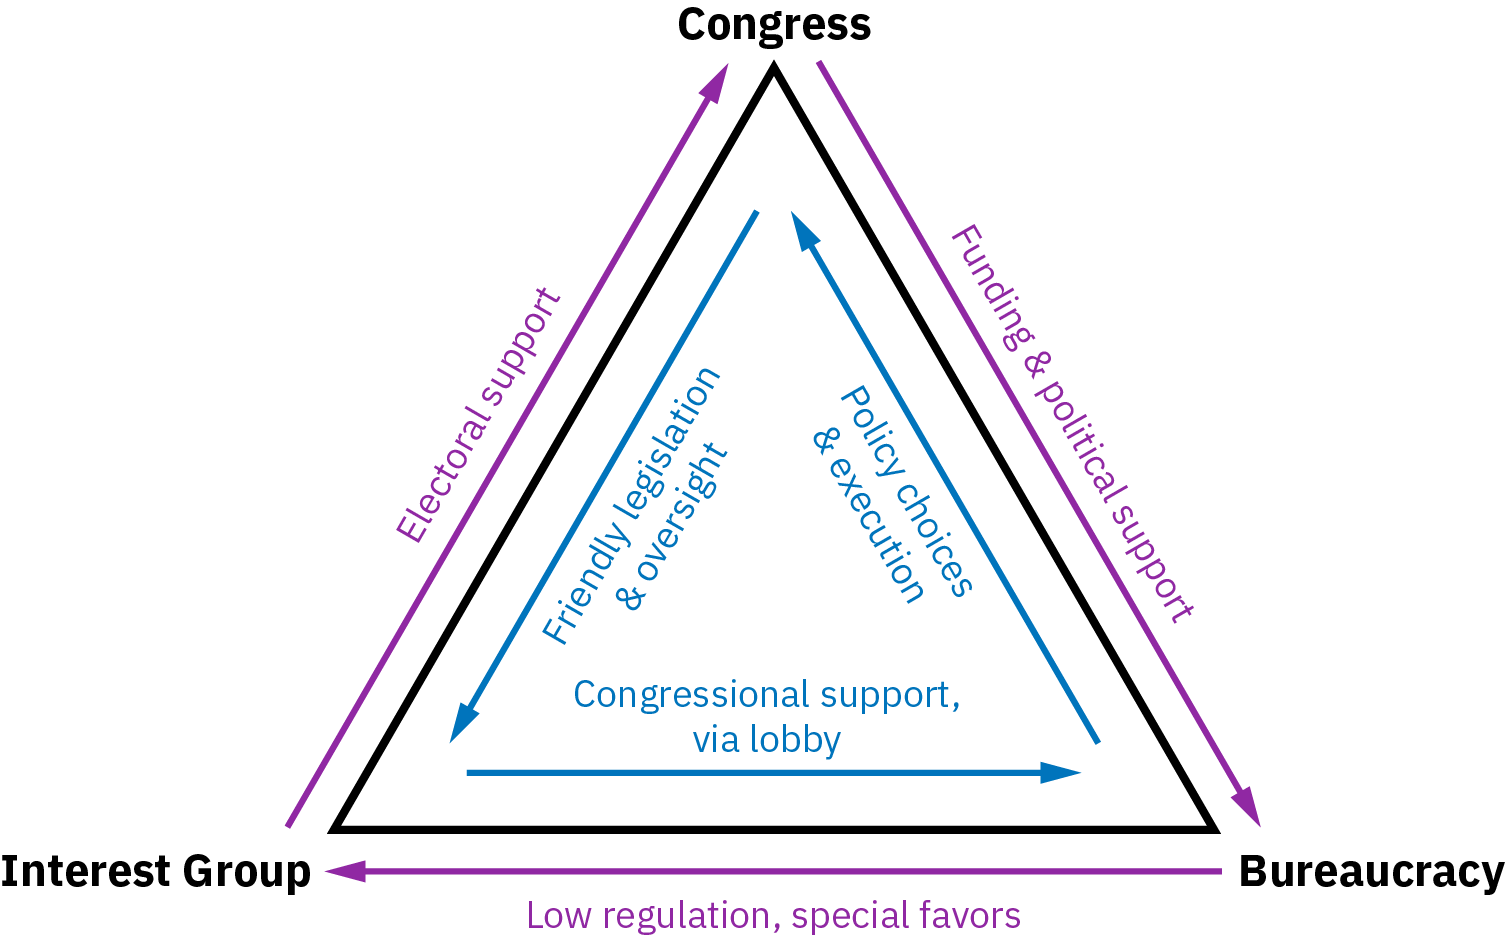 Congress
Electoral support
Funding & political support
Friendly legislation
& oversight
Policy choices
& execution
Congressional support,
via lobby
Interest Group
Bureaucracy
Low regulation, special favors